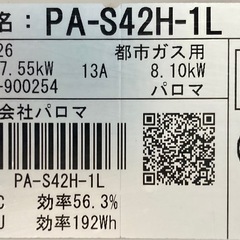 名：PA-S42H-1L
26 都市ガス用
7.55kW 13A 8.10kW
-900254 パロマ
会社パロマ
PA-S42H-1L
C 効率56.3%
J 効率192Wh